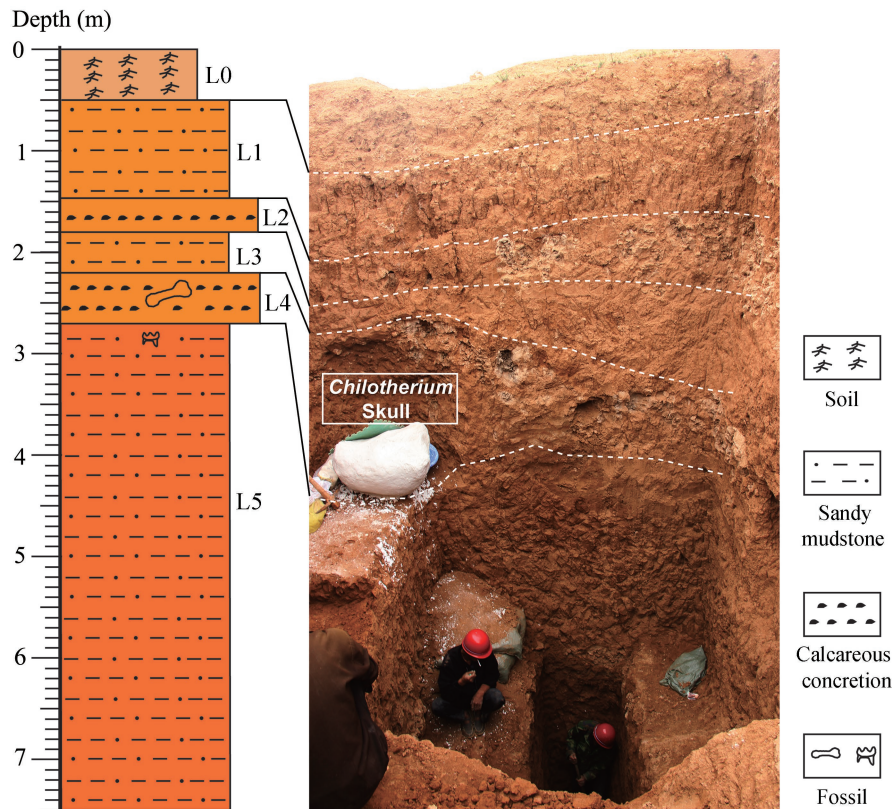 Depth (m)
0
L0
1
L1
L2
2
L3
L4
3
Chilotherium
Skull
4
L5
5
6
7
Soil
Sandy
mudstone
Calcareous
concretion
Fossil